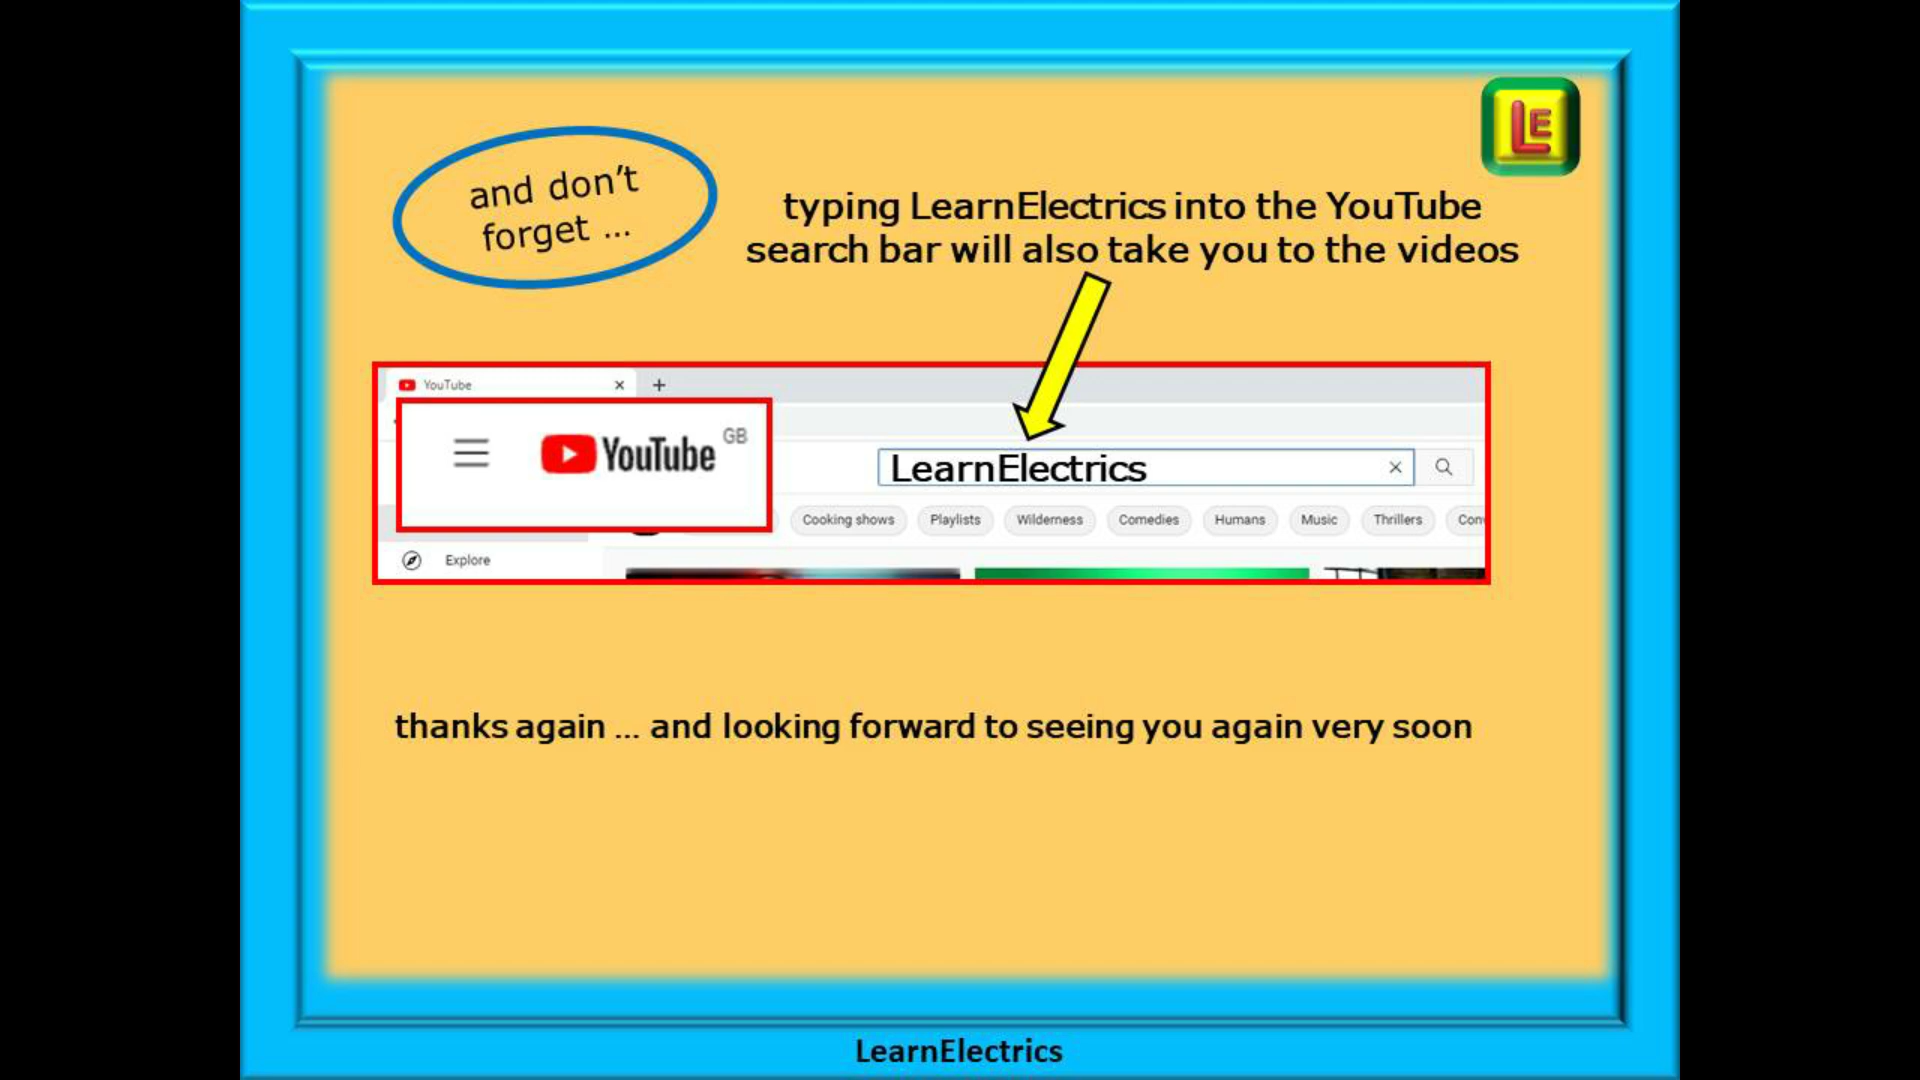 LE
and don't
forget ...
typing LearnElectrics into the YouTube
search bar will also take you to the videos
YouTube × +
YouTube GB
LearnElectrics ×
Cooking shows Playlists Wilderness Comedies Humans Music Thrillers
Explore
thanks again ... and looking forward to seeing you again very soon
LearnElectrics